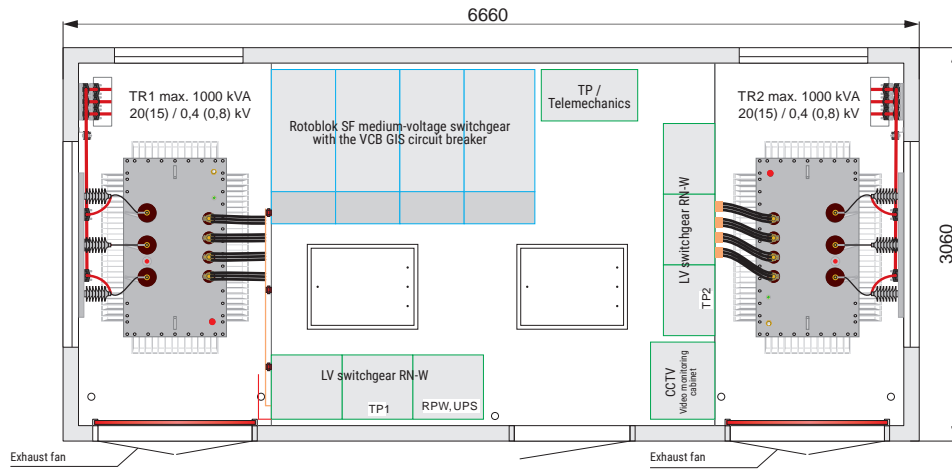 6660
TR1 max. 1000 kVA
20(15) / 0,4 (0,8) kV
Rotoblok SF medium-voltage switchgear
with the VCB GIS circuit breaker
TP /
Telemechanics
TR2 max. 1000 kVA
20(15) / 0,4 (0,8) kV
LV switchgear RN-W
TP2
3060
LV switchgear RN-W
TP1
RPW, UPS
CCTV
Video monitoring
cabinet
Exhaust fan
Exhaust fan